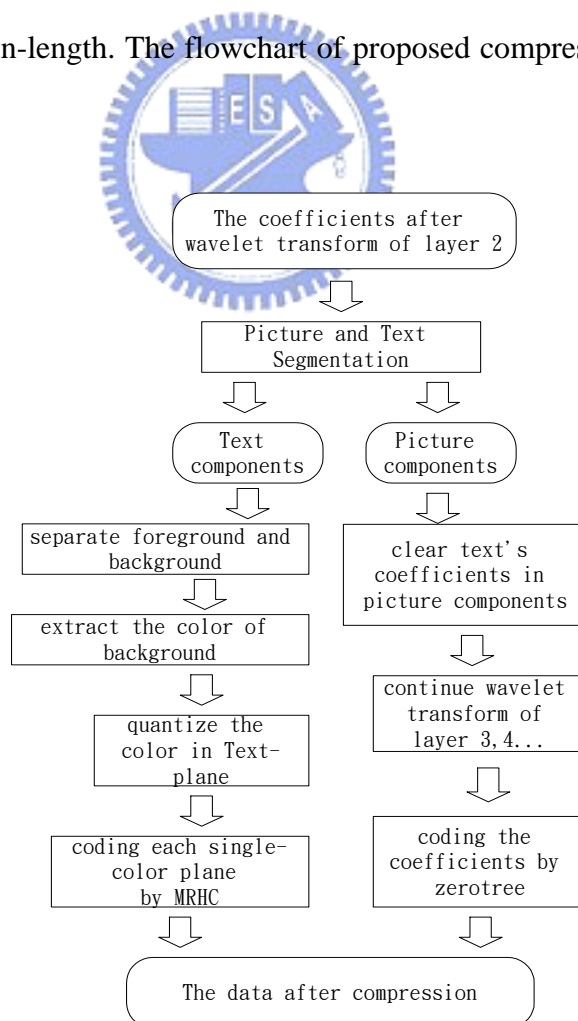 n-length. The flowchart of proposed compres
ESA
The coefficients after
wavelet transform of layer 2
Picture and Text
Segmentation
Text
components
Picture
components
separate foreground and
background
clear text's
coefficients in
picture components
extract the color of
background
continue wavelet
transform of
layer 3,4...
quantize the
color in Text-
plane
coding each single-
color plane
by MRHC
coding the
coefficients by
zerotree
The data after compression